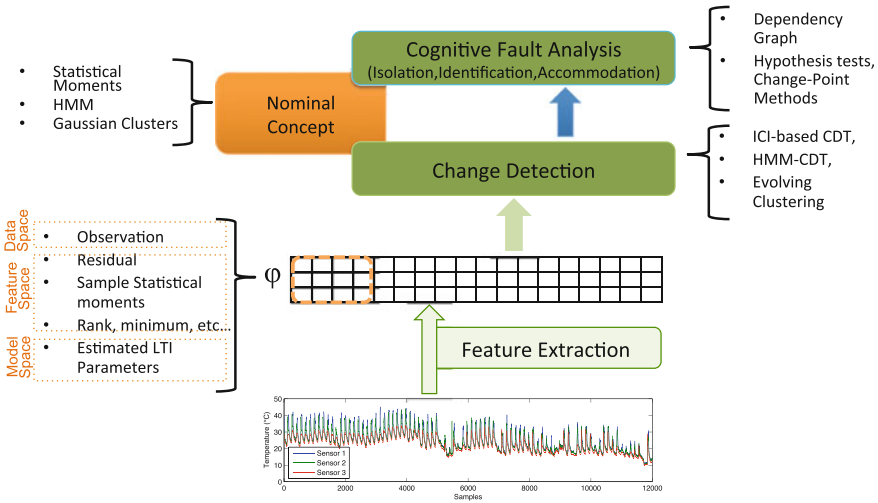 Cognitive Fault Analysis
(Isolation,Identification,Accommodation)
• Dependency
Graph
• Hypothesis tests,
Change-Point
Methods
• Statistical
Moments
• HMM
• Gaussian Clusters
Nominal
Concept
Change Detection
• ICI-based CDT,
• HMM-CDT,
• Evolving
Clustering
Data
Space
• Observation
Feature
Space
• Residual
• Sample Statistical
moments
• Rank, minimum, etc...
Model
Space
• Estimated LTI
Parameters
φ
Feature Extraction
Temperature (°C)
50
40
30
20
10
0
Sensor 1
Sensor 2
Sensor 3
0 2000 4000 6000 8000 10000 12000
Samples